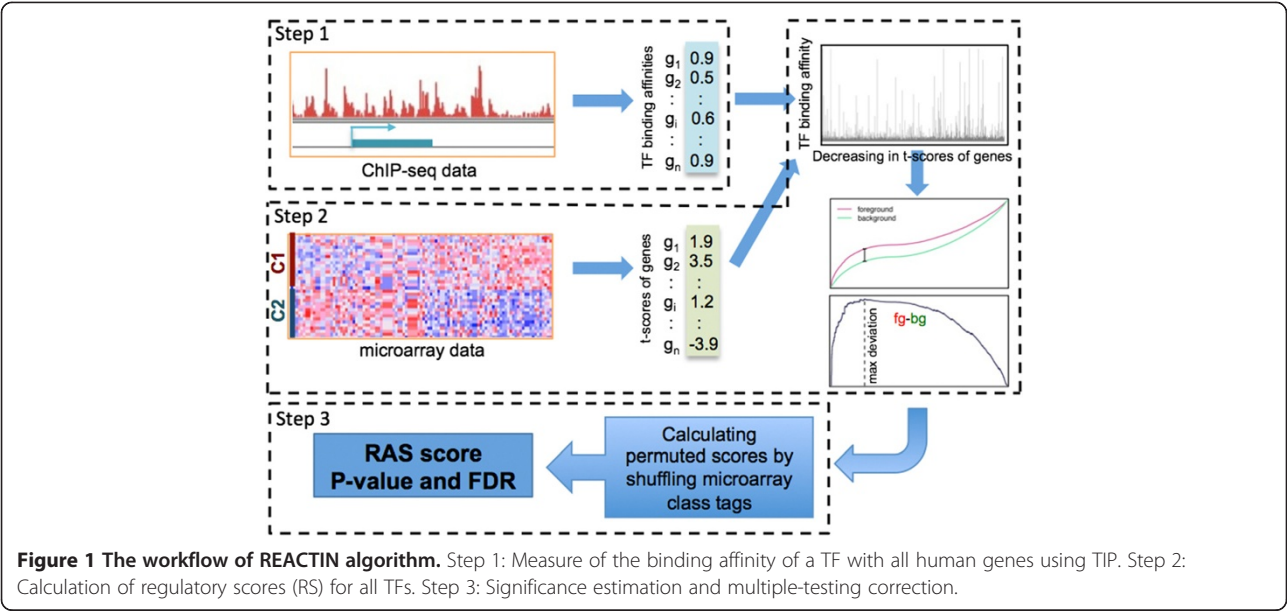 Step 1
ChIP-seq data
TF binding affinities
g1 0.9
g2 0.5
: :
gi 0.6
: :
gn 0.9
TF binding affinity
Decreasing in t-scores of genes
Step 2
C1
C2
microarray data
t-scores of genes
g1 1.9
g2 3.5
: :
gi 1.2
: :
gn -3.9
foreground
background
fg-bg
max deviation
Step 3
RAS score
P-value and FDR
Calculating
permuted scores by
shuffling microarray
class tags
Figure 1 The workflow of REACTIN algorithm. Step 1: Measure of the binding affinity of a TF with all human genes using TIP. Step 2:
Calculation of regulatory scores (RS) for all TFs. Step 3: Significance estimation and multiple-testing correction.